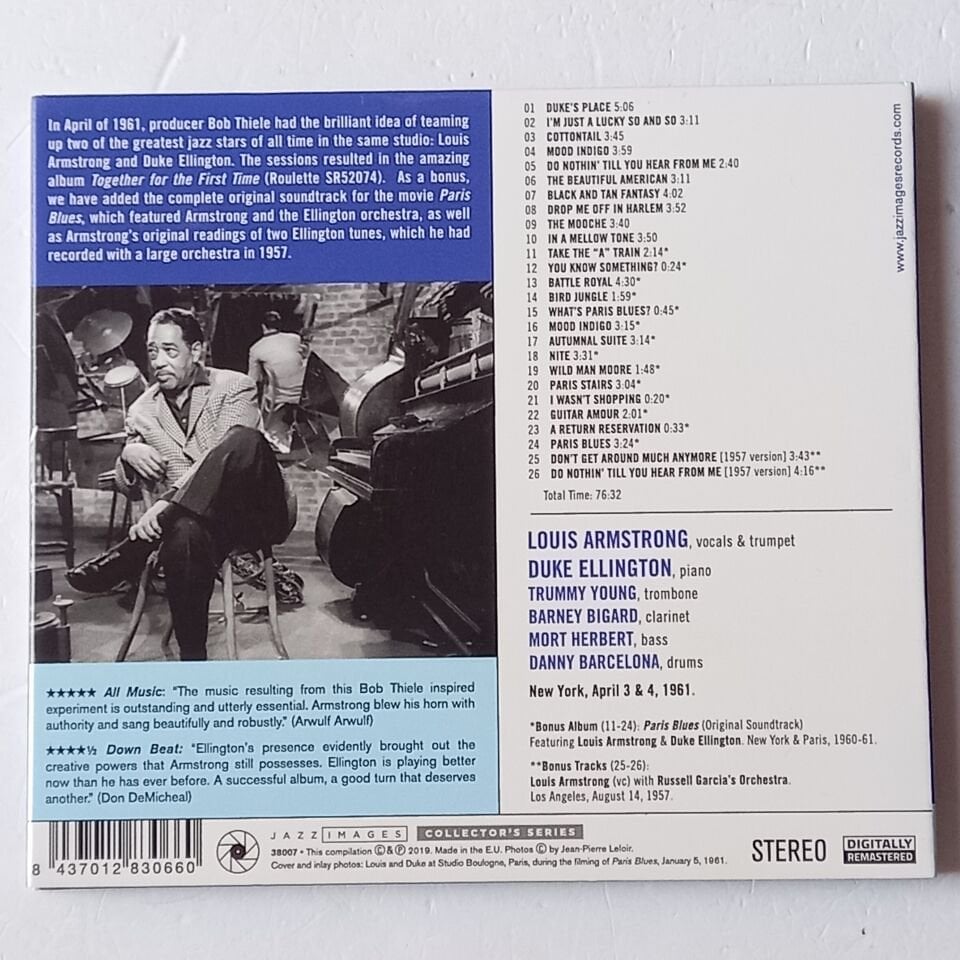 In April of 1961, producer Bob Thiele had the brilliant idea of teaming
up two of the greatest jazz stars of all time in the same studio: Louis
Armstrong and Duke Ellington. The sessions resulted in the amazing
album Together for the First Time (Roulette SR52074). As a bonus,
we have added the complete original soundtrack for the movie Paris
Blues, which featured Armstrong and the Ellington orchestra, as well
as Armstrong's original readings of two Ellington tunes, which he had
recorded with a large orchestra in 1957.
★★★★★ All Music: "The music resulting from this Bob Thiele inspired
experiment is outstanding and utterly essential. Armstrong blew his horn with
authority and sang beautifully and robustly." (Arwulf Arwulf)
★★★★½ Down Beat: "Ellington's presence evidently brought out the
creative powers that Armstrong still possesses. Ellington is playing better
now than he has ever before. A successful album, a good turn that deserves
another." (Don DeMicheal)
01 DUKE'S PLACE 5:06
02 I'M JUST A LUCKY SO AND SO 3:11
03 COTTONTAIL 3:45
04 MOOD INDIGO 3:59
05 DO NOTHIN' TILL YOU HEAR FROM ME 2:40
06 THE BEAUTIFUL AMERICAN 3:11
07 BLACK AND TAN FANTASY 4:02
08 DROP ME OFF IN HARLEM 3:52
09 THE MOOCHE 3:40
10 IN A MELLOW TONE 3:50
11 TAKE THE "A" TRAIN 2:14*
12 YOU KNOW SOMETHING? 0:24*
13 BATTLE ROYAL 4:30*
14 BIRD JUNGLE 1:59*
15 WHAT'S PARIS BLUES? 0:45*
16 MOOD INDIGO 3:15*
17 AUTUMNAL SUITE 3:14*
18 NITE 3:31*
19 WILD MAN MOORE 1:48*
20 PARIS STAIRS 3:04*
21 I WASN'T SHOPPING 0:20*
22 GUITAR AMOUR 2:01*
23 A RETURN RESERVATION 0:33*
24 PARIS BLUES 3:24*
25 DON'T GET AROUND MUCH ANYMORE [1957 version] 3:43**
26 DO NOTHIN' TILL YOU HEAR FROM ME [1957 version] 4:16**
Total Time: 76:32
www.jazzimagesrecords.com
LOUIS ARMSTRONG, vocals & trumpet
DUKE ELLINGTON, piano
TRUMMY YOUNG, trombone
BARNEY BIGARD, clarinet
MORT HERBERT, bass
DANNY BARCELONA, drums
New York, April 3 & 4, 1961.
*Bonus Album (11-24): Paris Blues (Original Soundtrack)
Featuring Louis Armstrong & Duke Ellington. New York & Paris, 1960-61.
**Bonus Tracks (25-26):
Louis Armstrong (vc) with Russell Garcia's Orchestra.
Los Angeles, August 14, 1957.
8 437012 830660
JAZZ IMAGES COLLECTOR'S SERIES
38007 • This compilation ©&℗ 2019. Made in the E.U. Photos © by Jean-Pierre Leloir.
Cover and inlay photos: Louis and Duke at Studio Boulogne, Paris, during the filming of Paris Blues, January 5, 1961.
STEREO
DIGITALLY
REMASTERED